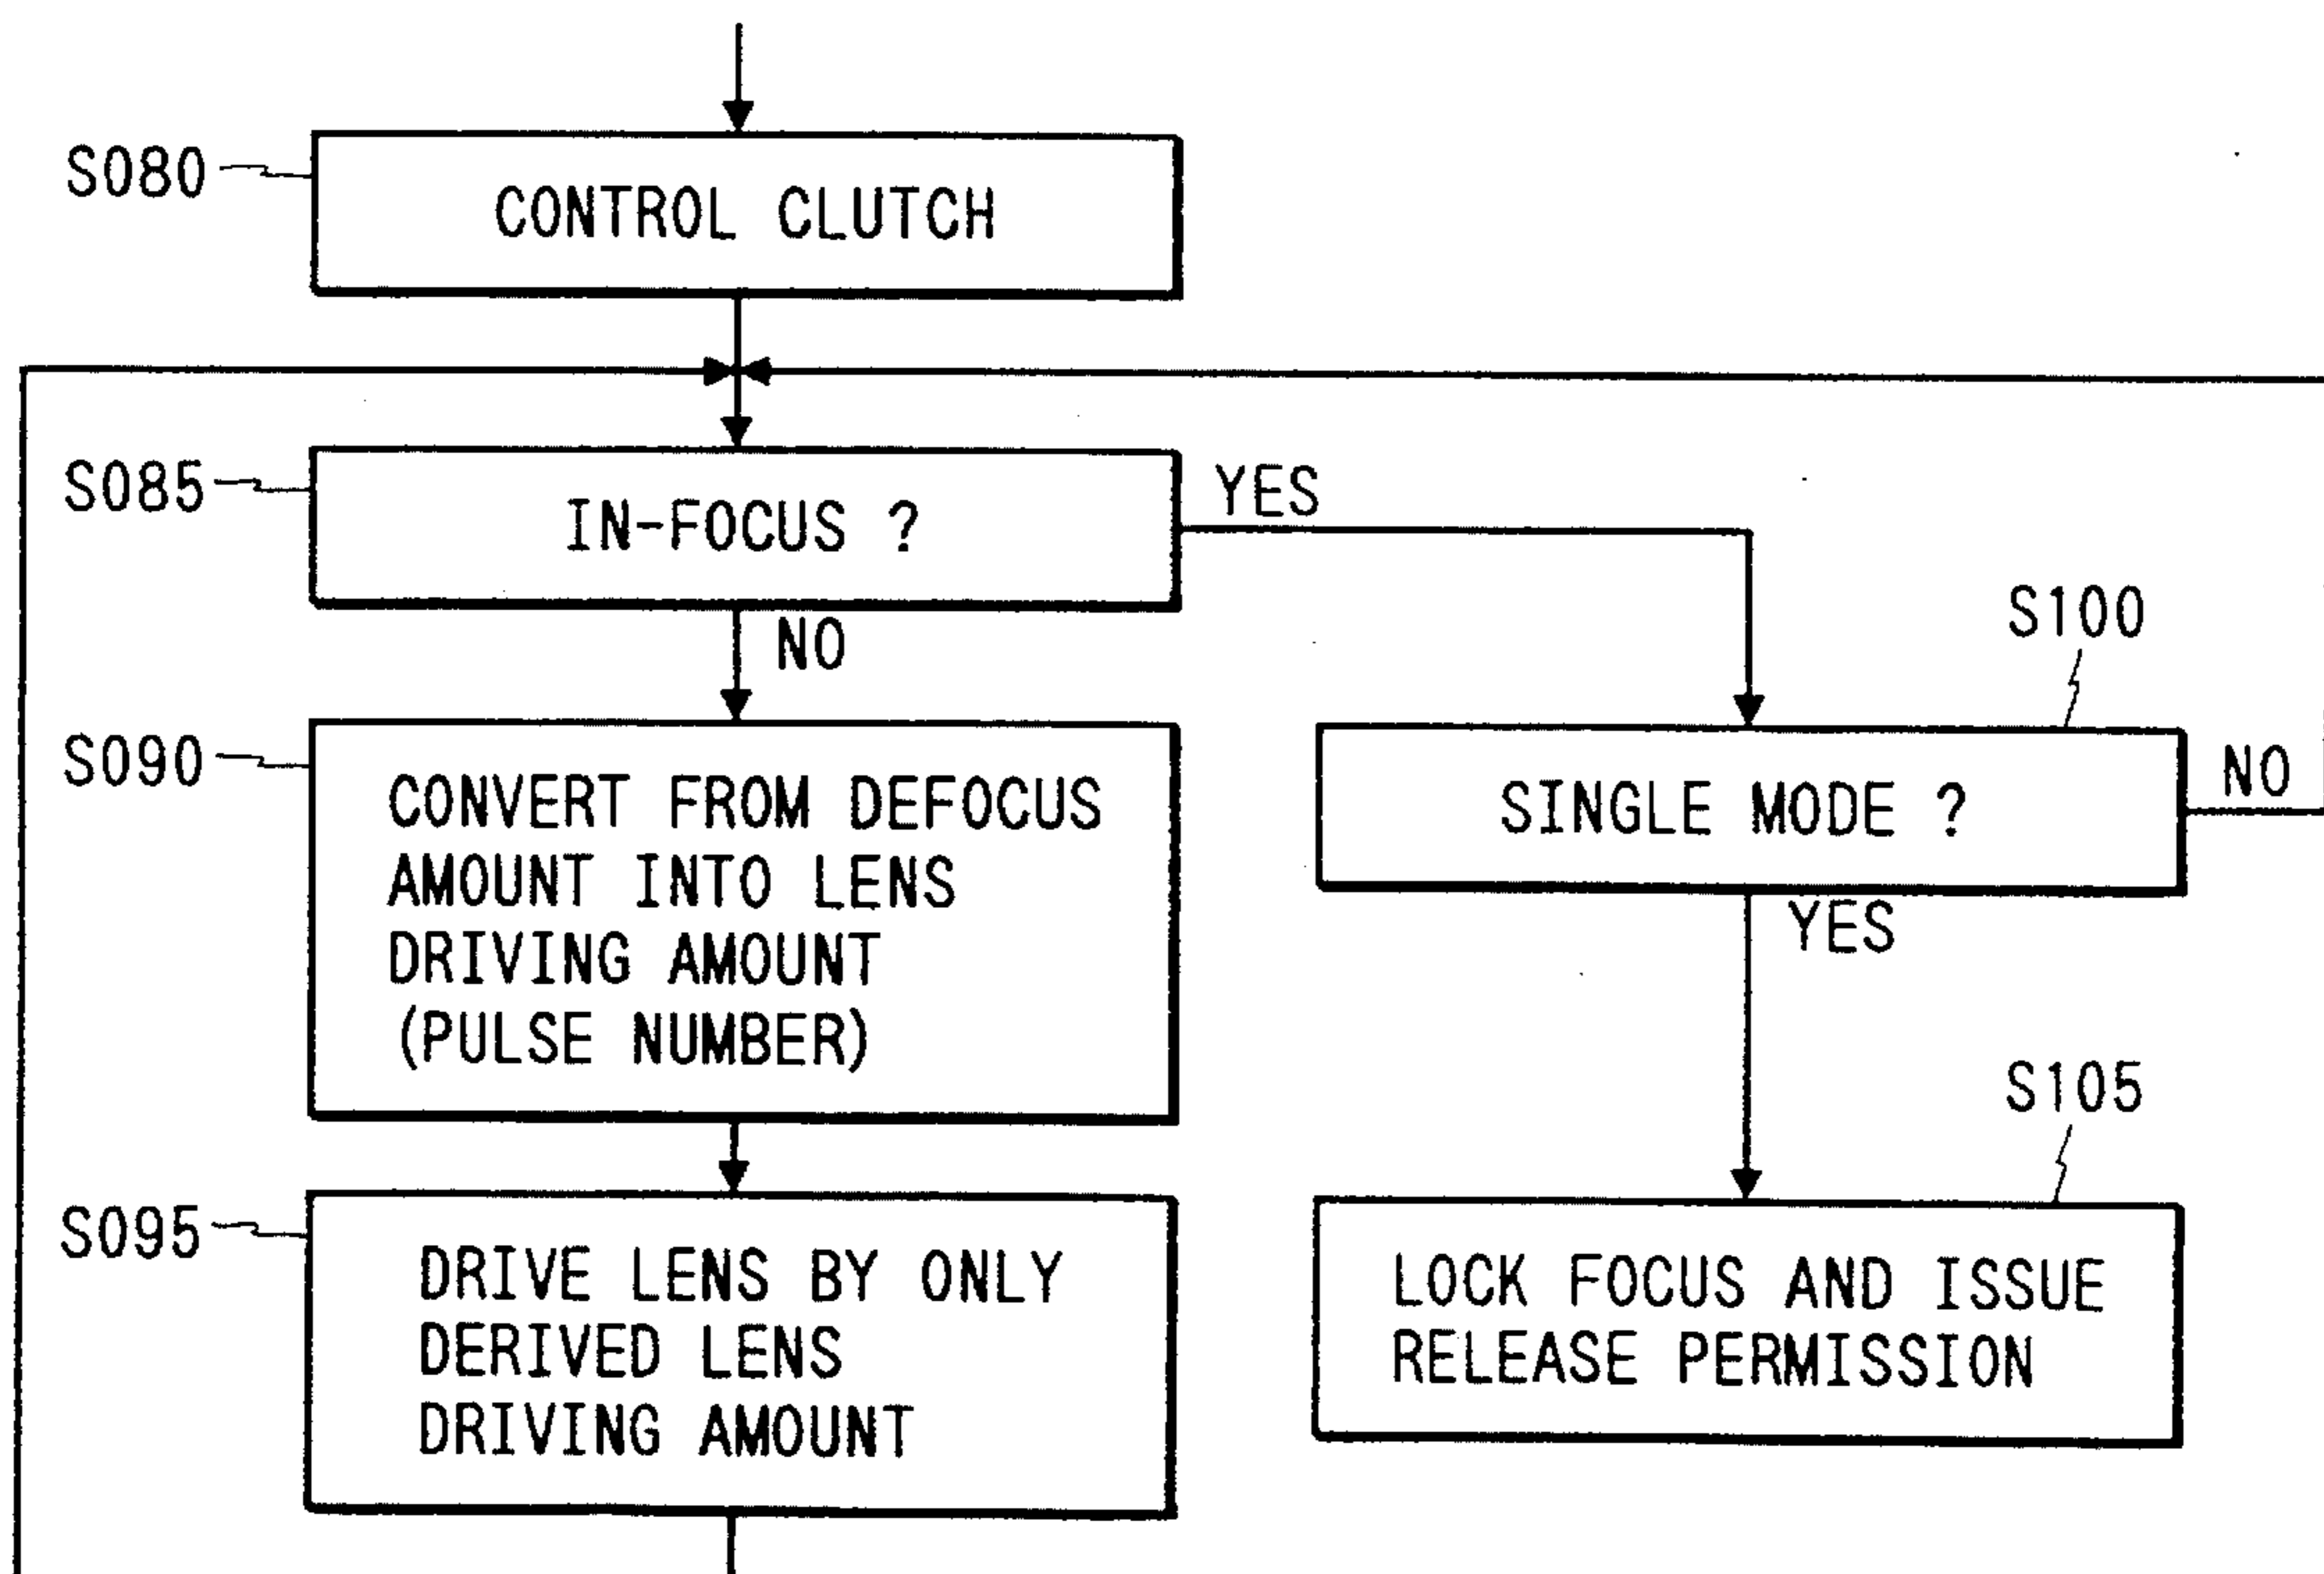 S080
CONTROL CLUTCH
S085
IN-FOCUS ?
YES
NO
S100
S090
CONVERT FROM DEFOCUS
AMOUNT INTO LENS
DRIVING AMOUNT
(PULSE NUMBER)
SINGLE MODE ?
NO
YES
S105
S095
DRIVE LENS BY ONLY
DERIVED LENS
DRIVING AMOUNT
LOCK FOCUS AND ISSUE
RELEASE PERMISSION